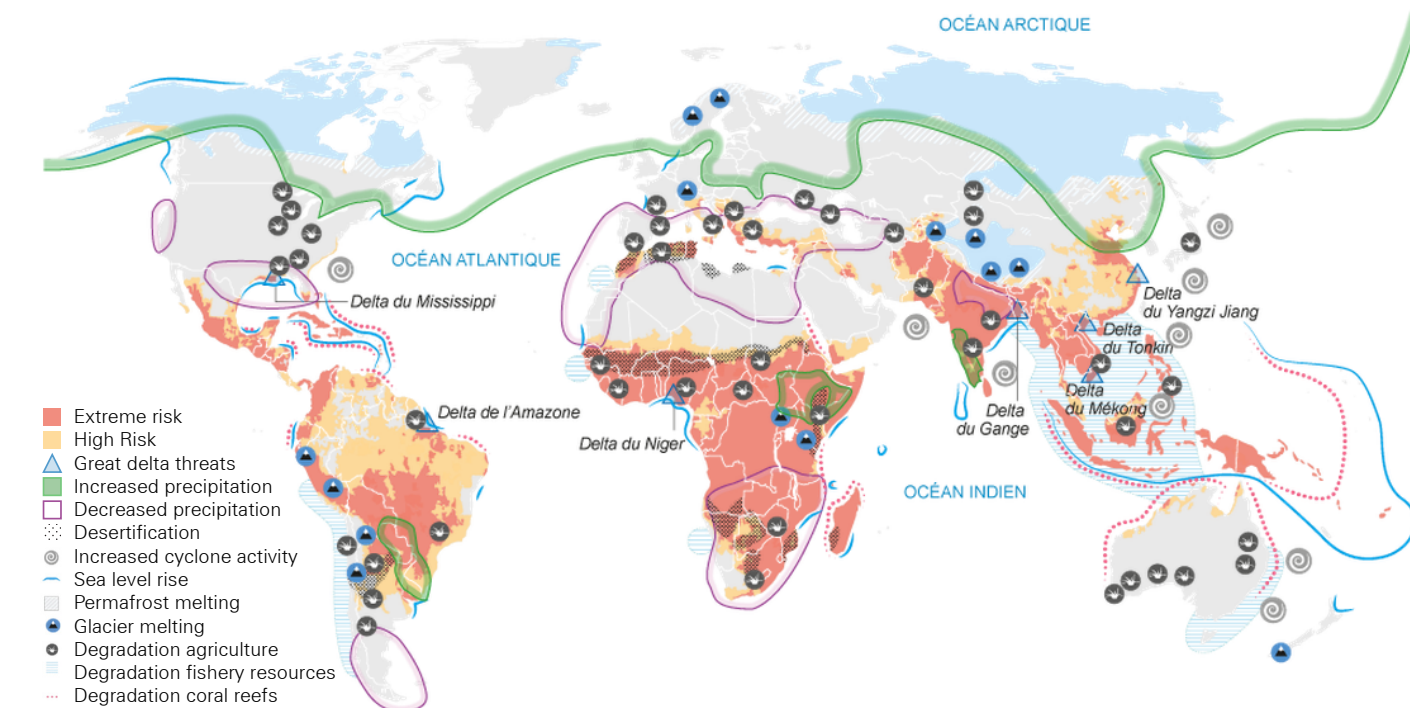 OCÉAN ARCTIQUE
OCÉAN ATLANTIQUE
Delta du Mississippi
Delta
du Yangzi Jiang
Delta
du Tonkin
Delta
du Mékong
Delta
du Gange
Delta de l'Amazone
Delta du Niger
OCÉAN INDIEN
Extreme risk
High Risk
Great delta threats
Increased precipitation
Decreased precipitation
Desertification
Increased cyclone activity
Sea level rise
Permafrost melting
Glacier melting
Degradation agriculture
Degradation fishery resources
Degradation coral reefs